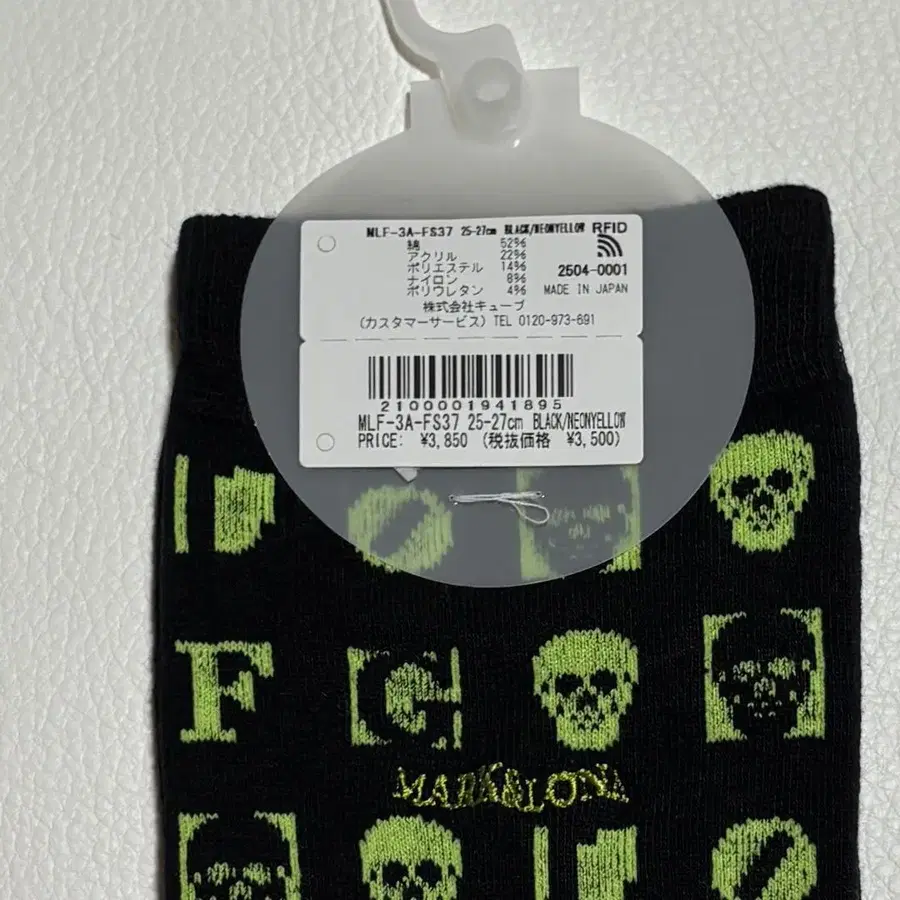 MLF-3A-FS37 25-27cm BLACK/NEONYELLOW RFID
綿 52%
アクリル 22%
ポリエステル 14%
ナイロン 8%
ポリウレタン 4%
2504-0001
MADE IN JAPAN
株式会社キューブ
(カスタマーサービス) TEL 0120-973-691
2100001941895
MLF-3A-FS37 25-27cm BLACK/NEONYELLOW
PRICE: ¥3,850 (税抜価格 ¥3,500)
F
C
MARK&LONA